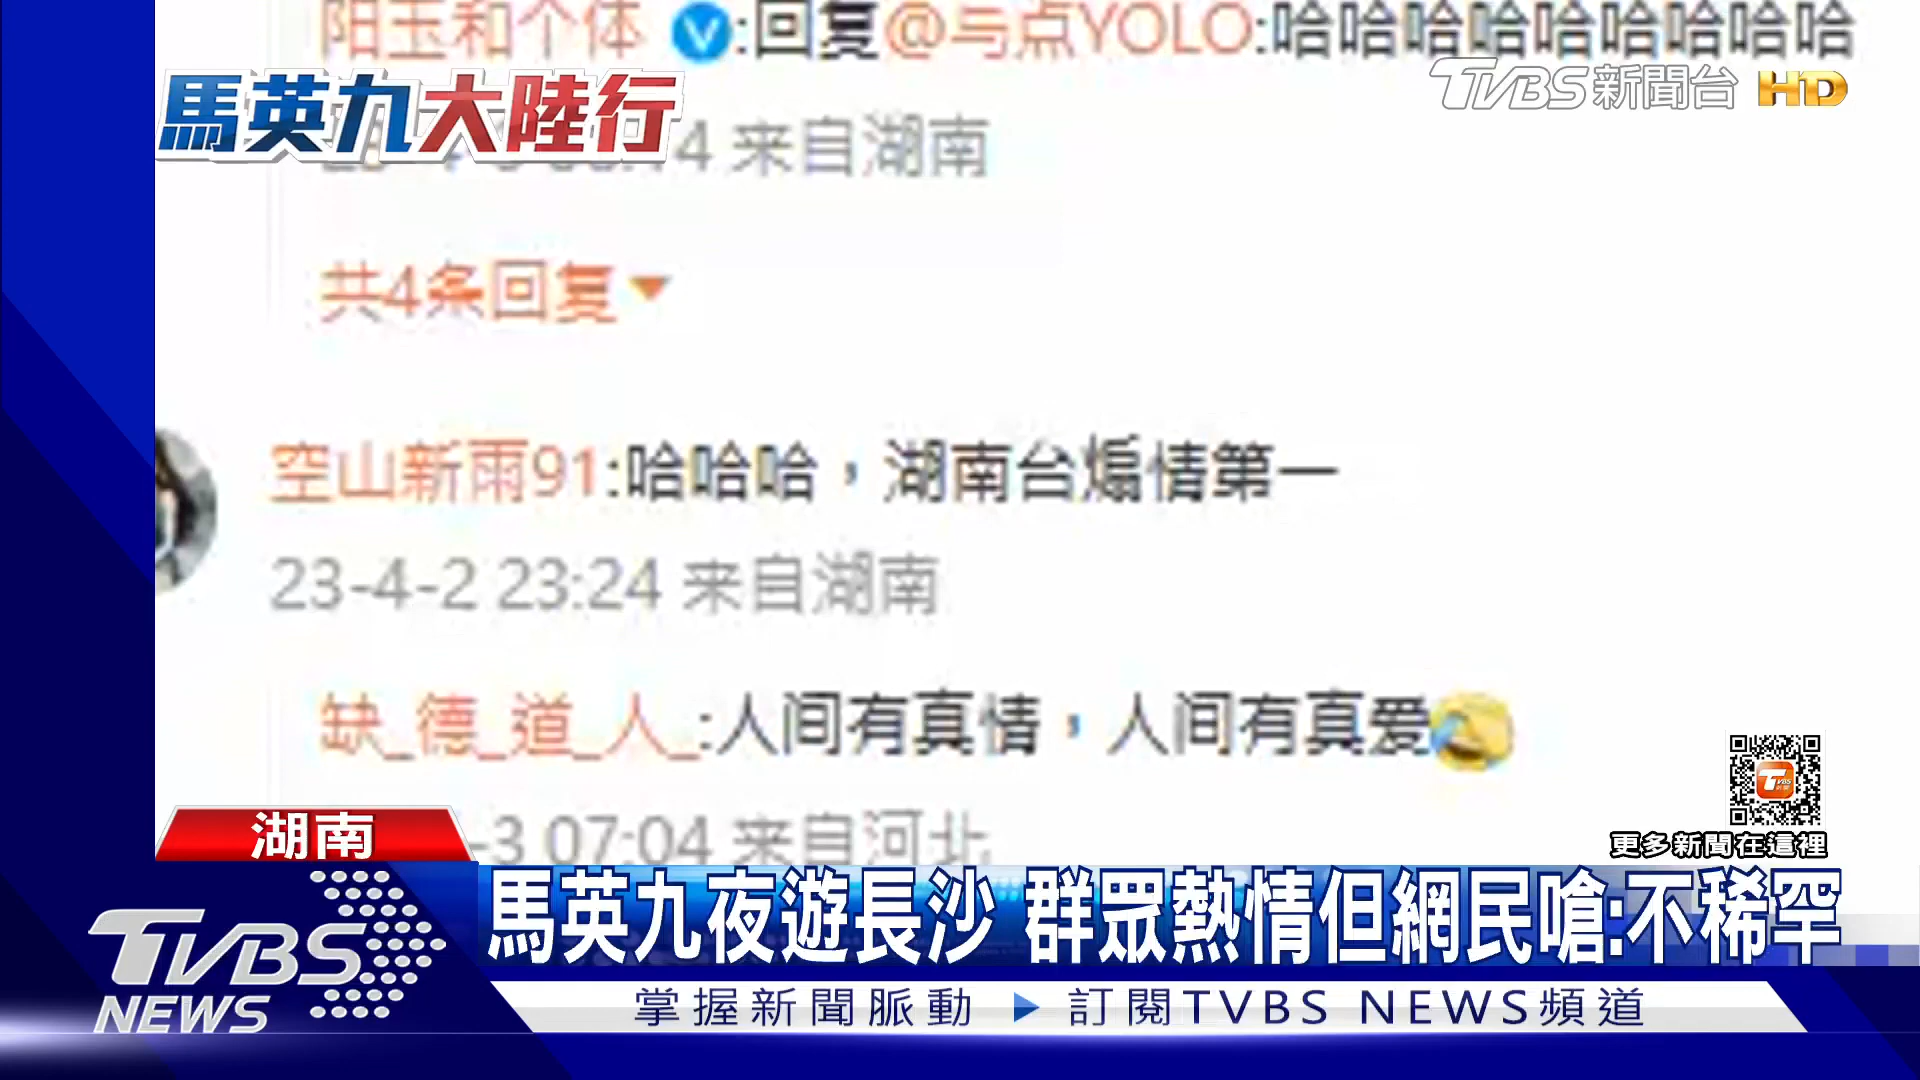 阳玉和个体 V:回复@与点YOLO:哈哈哈哈哈哈哈哈哈
TVBS新聞台 HD
馬英九大陸行
4 来自湖南
共4条回复
空山新雨91:哈哈哈，湖南台煽情第一
23-4-2 23:24 来自湖南
缺_德_道_人_:人间有真情，人间有真爱
-3 07:04 来自河北
更多新聞在這裡
湖南
馬英九夜遊長沙 群眾熱情但網民嗆:不稀罕
TVBS
NEWS
掌握新聞脈動 ▶ 訂閱TVBS NEWS頻道